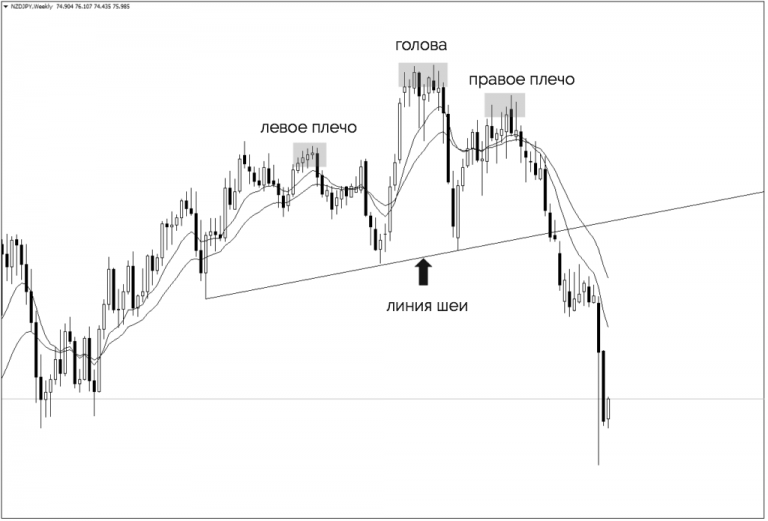 NZDJPY.Weekly 74.904 76.107 74.435 75.985
голова
правое плечо
левое плечо
линия шеи